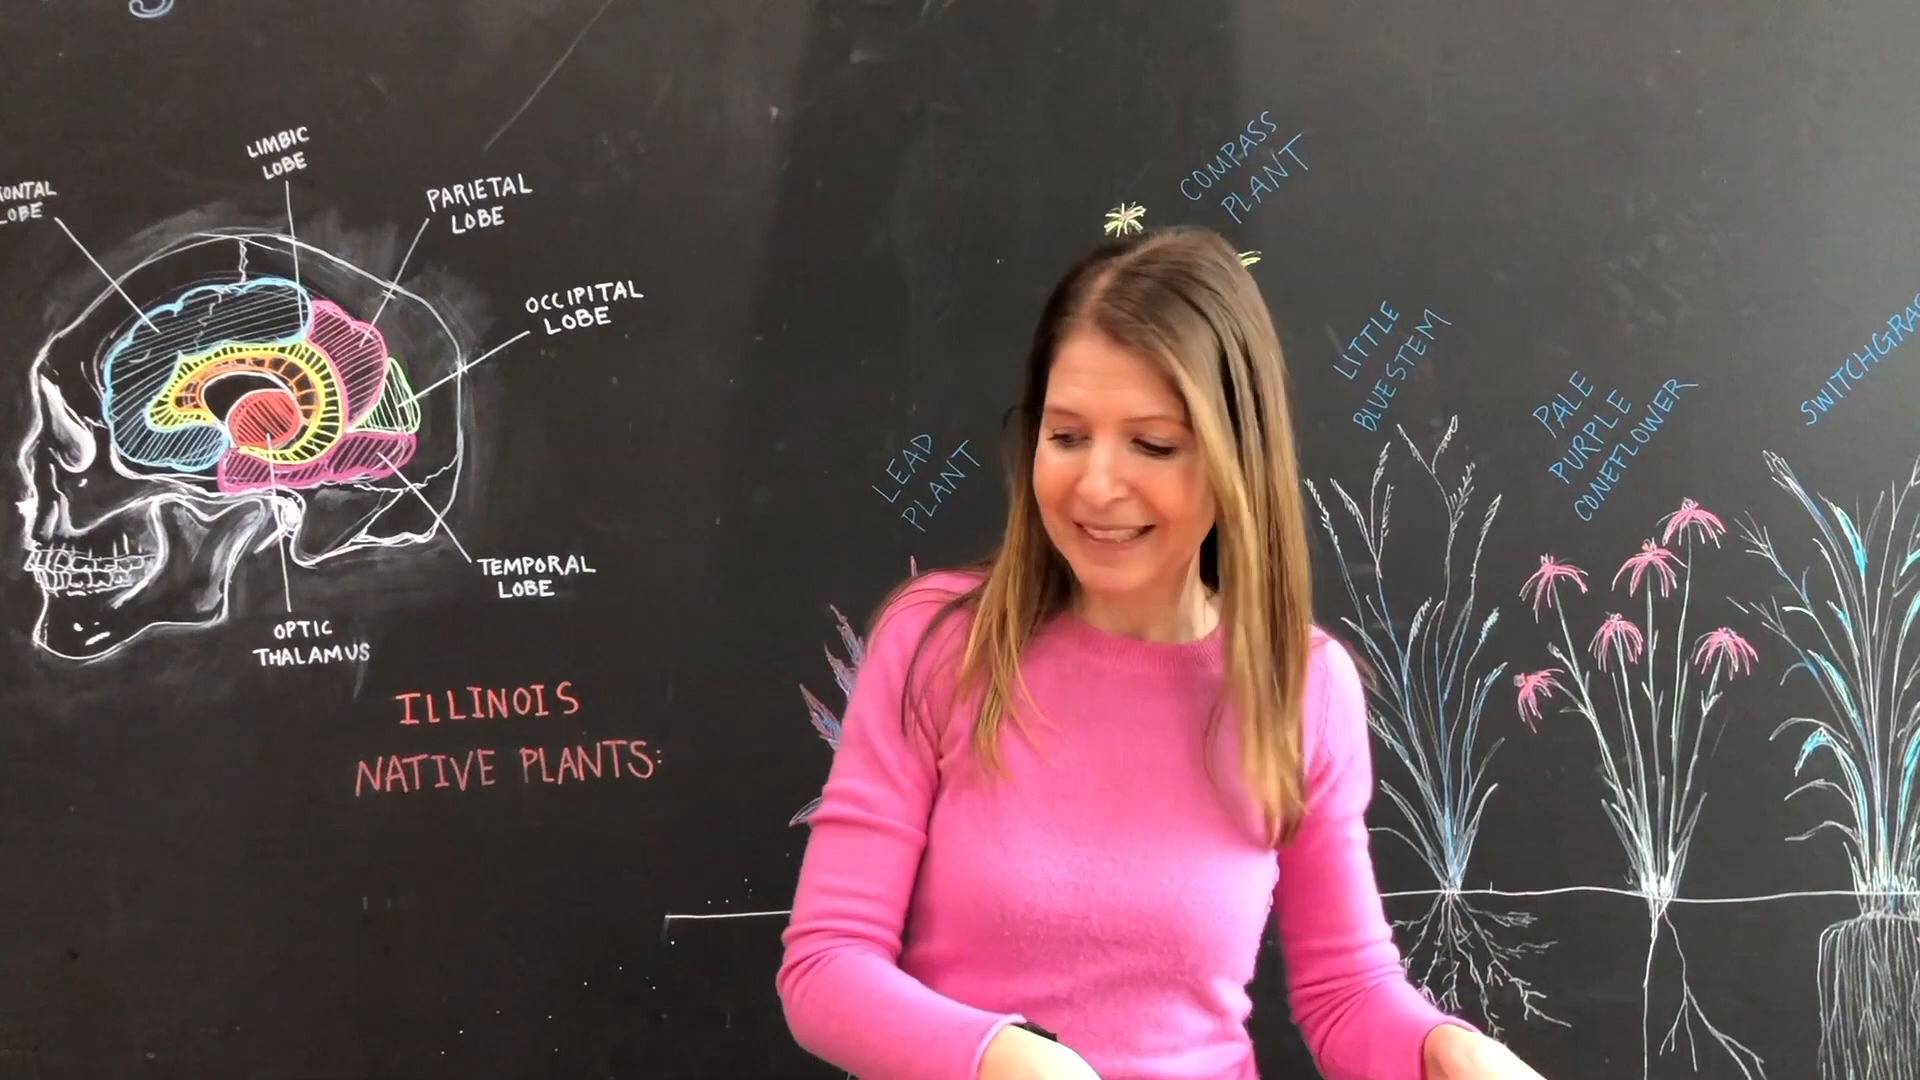 LIMBIC
LOBE
LOBE
PARIETAL
LOBE
OCCIPITAL
LOBE
TEMPORAL
LOBE
OPTIC
THALAMUS
ILLINOIS
NATIVE PLANTS:
LEAD
PLANT
COMPASS
PLANT
LITTLE
BLUESTEM
PALE
PURPLE
CONEFLOWER